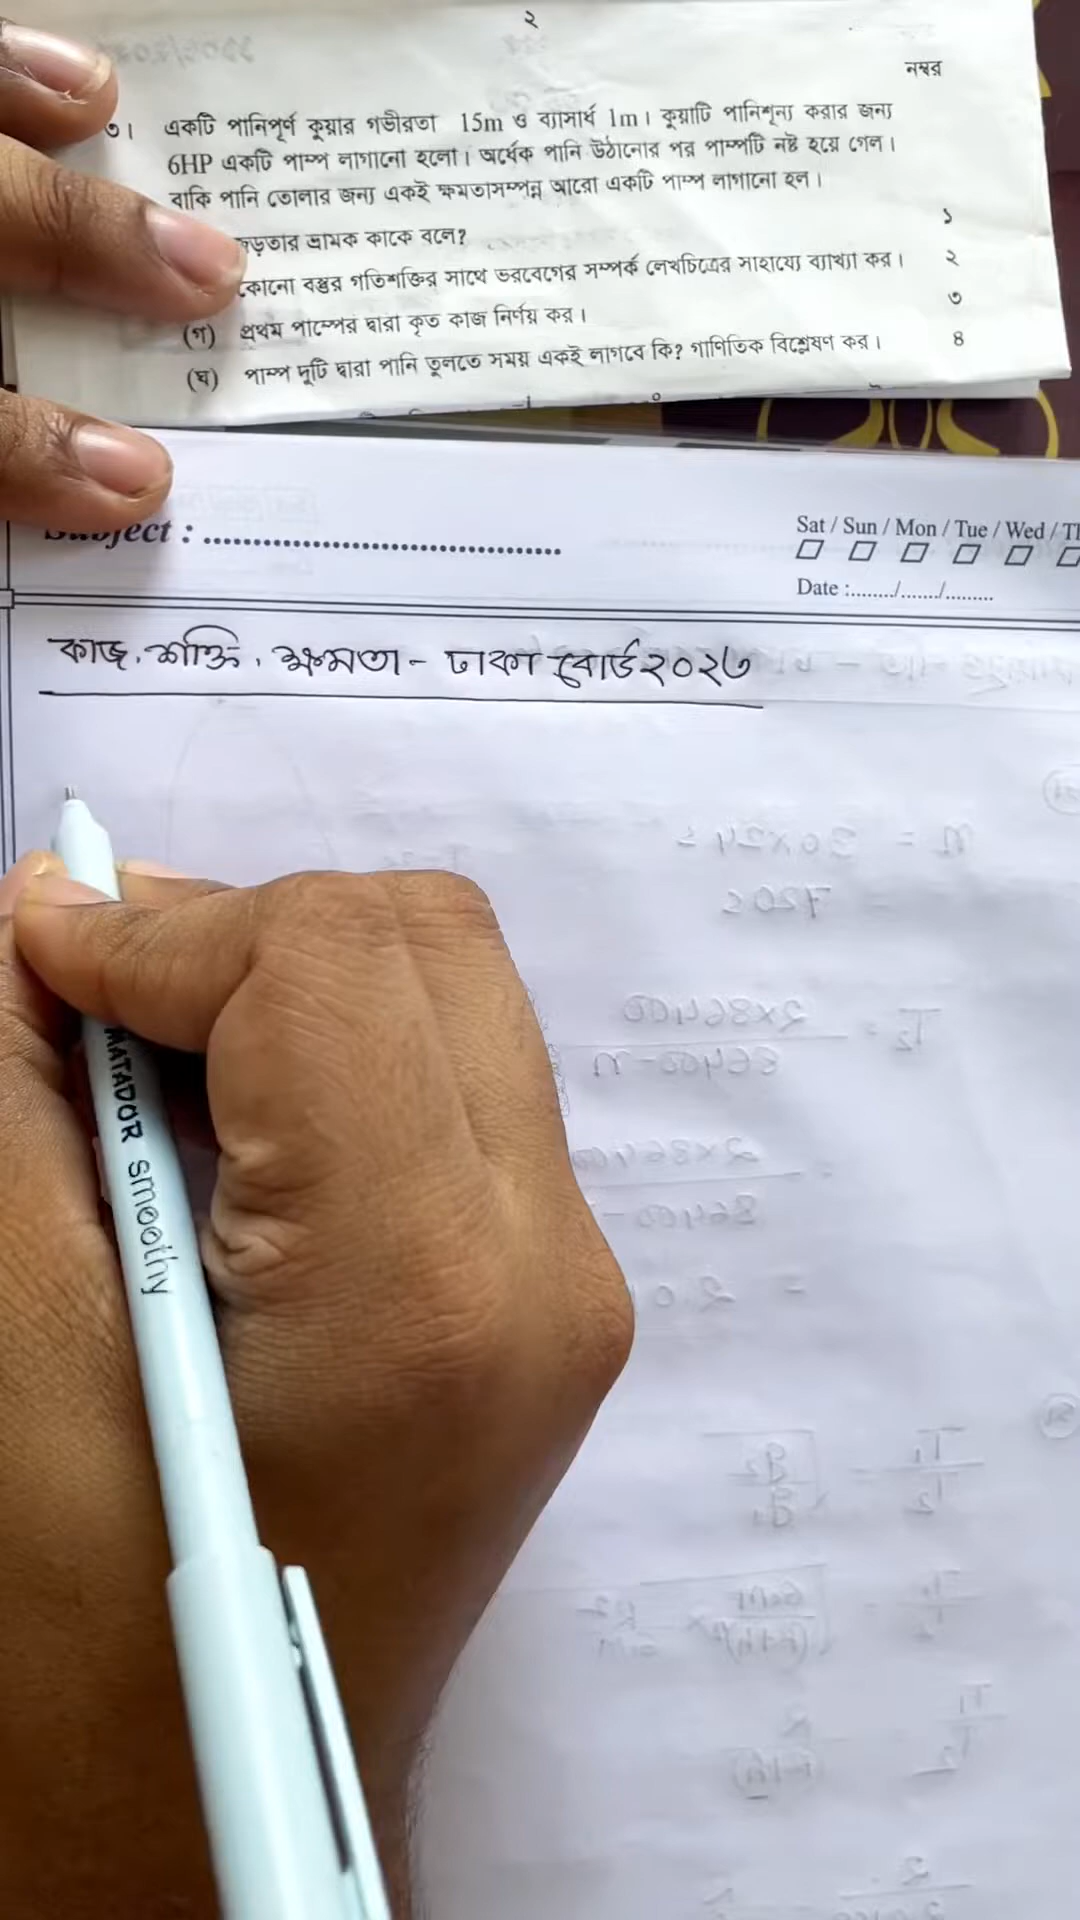 ২
নম্বর
৩। একটি পানিপূর্ণ কুয়ার গভীরতা 15m ও ব্যাসার্ধ 1m। কুয়াটি পানিশূন্য করার জন্য
6HP একটি পাম্প লাগানো হলো। অর্ধেক পানি উঠানোর পর পাম্পটি নষ্ট হয়ে গেল।
বাকি পানি তোলার জন্য একই ক্ষমতাসম্পন্ন আরো একটি পাম্প লাগানো হল।
জড়তার ভ্রামক কাকে বলে? ১
কোনো বস্তুর গতিশক্তির সাথে ভরবেগের সম্পর্ক লেখচিত্রের সাহায্যে ব্যাখ্যা কর। ২
(গ) প্রথম পাম্পের দ্বারা কৃত কাজ নির্ণয় কর। ৩
(ঘ) পাম্প দুটি দ্বারা পানি তুলতে সময় একই লাগবে কি? গাণিতিক বিশ্লেষণ কর। ৪
Subject :
Sat / Sun / Mon / Tue / Wed /
Date :......../......./.........
কাজ, শক্তি, ক্ষমতা - ঢাকা বোর্ড ২০২৩
MATADOR smoothy